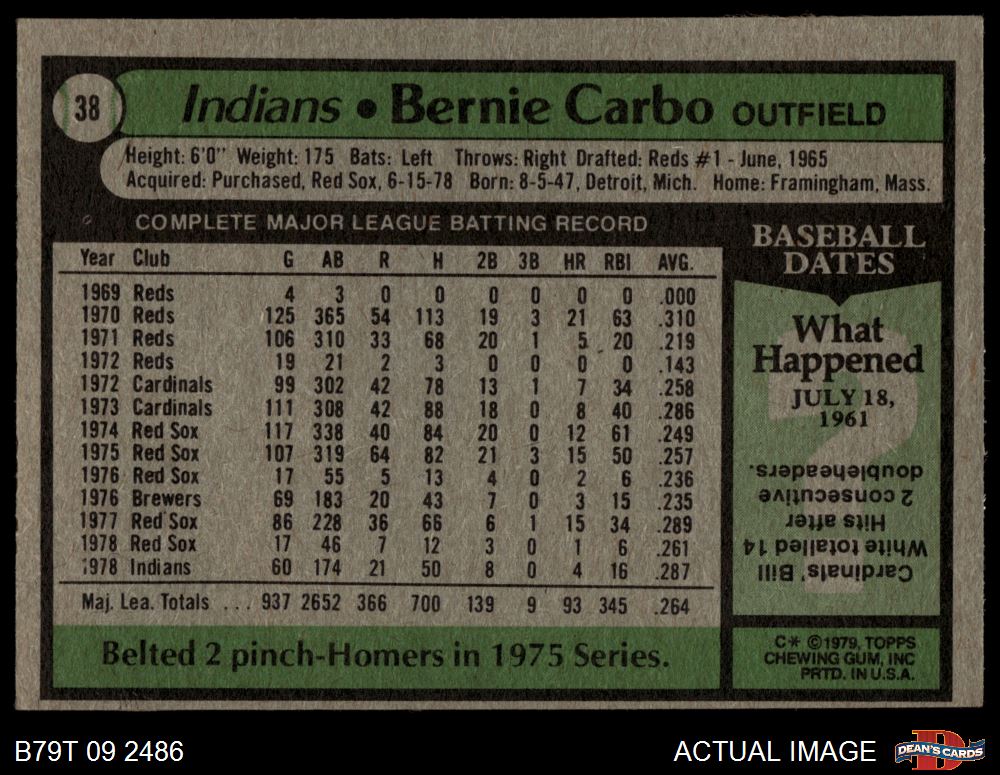 38
Indians • Bernie Carbo OUTFIELD
Height: 6'0" Weight: 175 Bats: Left Throws: Right Drafted: Reds #1 - June, 1965
Acquired: Purchased, Red Sox, 6-15-78 Born: 8-5-47, Detroit, Mich. Home: Framingham, Mass.
COMPLETE MAJOR LEAGUE BATTING RECORD
Year Club G AB R H 2B 3B HR RBI AVG.
1969 Reds 4 3 0 0 0 0 0 0 .000
1970 Reds 125 365 54 113 19 3 21 63 .310
1971 Reds 106 310 33 68 20 1 5 20 .219
1972 Reds 19 21 2 3 0 0 0 0 .143
1972 Cardinals 99 302 42 78 13 1 7 34 .258
1973 Cardinals 111 308 42 88 18 0 8 40 .286
1974 Red Sox 117 338 40 84 20 0 12 61 .249
1975 Red Sox 107 319 64 82 21 3 15 50 .257
1976 Red Sox 17 55 5 13 4 0 2 6 .236
1976 Brewers 69 183 20 43 7 0 3 15 .235
1977 Red Sox 86 228 36 66 6 1 15 34 .289
1978 Red Sox 17 46 7 12 3 0 1 6 .261
1978 Indians 60 174 21 50 8 0 4 16 .287
Maj. Lea. Totals ... 937 2652 366 700 139 9 93 345 .264
Belted 2 pinch-Homers in 1975 Series.
BASEBALL
DATES
What
Happened
JULY 18,
1961
Cardinals' Bill
White totalled 14
Hits after
2 consecutive
doubleheaders.
C* ©1979, TOPPS
CHEWING GUM, INC
PRTD. IN U.S.A.
B79T 09 2486
ACTUAL IMAGE
DEAN'S CARDS